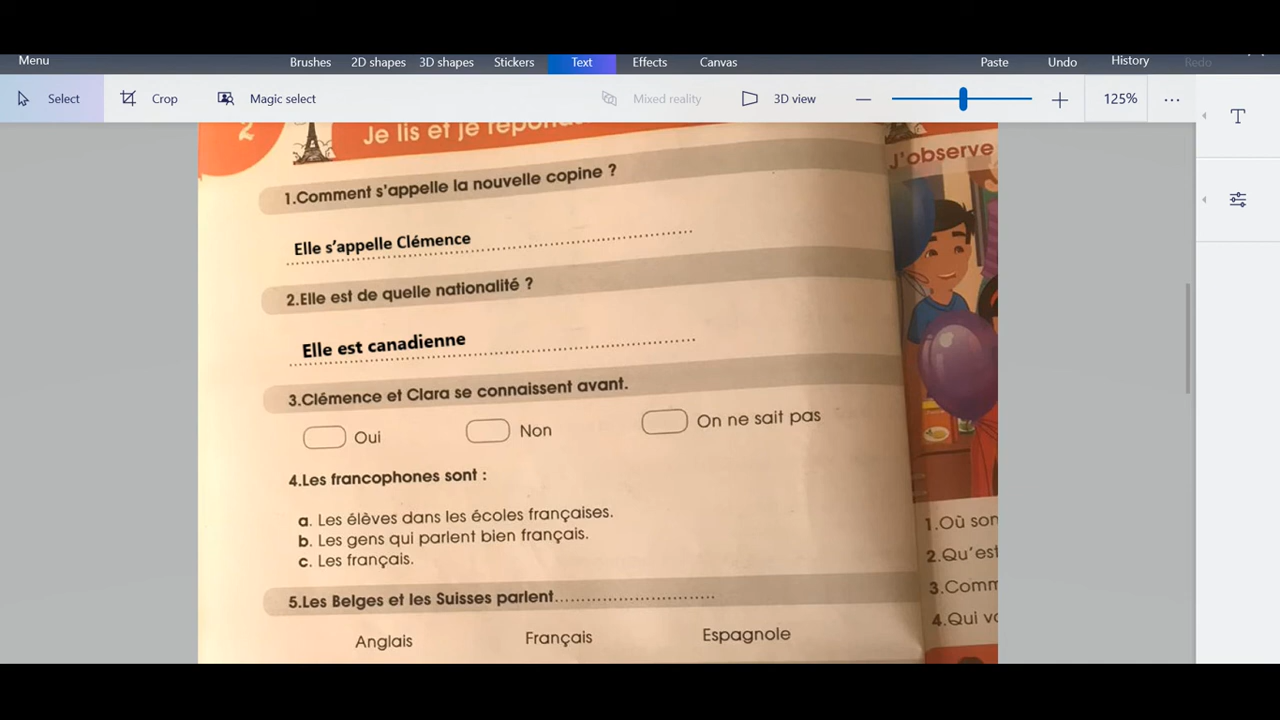 Menu
Brushes 2D shapes 3D shapes Stickers Text Effects Canvas
Paste Undo History Redo
Select Crop Magic select Mixed reality 3D view 125%
2 Je lis et je réponds
1.Comment s'appelle la nouvelle copine ?
Elle s'appelle Clémence
2.Elle est de quelle nationalité ?
Elle est canadienne
3.Clémence et Clara se connaissent avant.
Oui Non On ne sait pas
4.Les francophones sont :
a. Les élèves dans les écoles françaises.
b. Les gens qui parlent bien français.
c. Les français.
5.Les Belges et les Suisses parlent..............................
Anglais Français Espagnole
J'observe
1.Où son
2.Qu'est
3.Comm
4.Qui vo